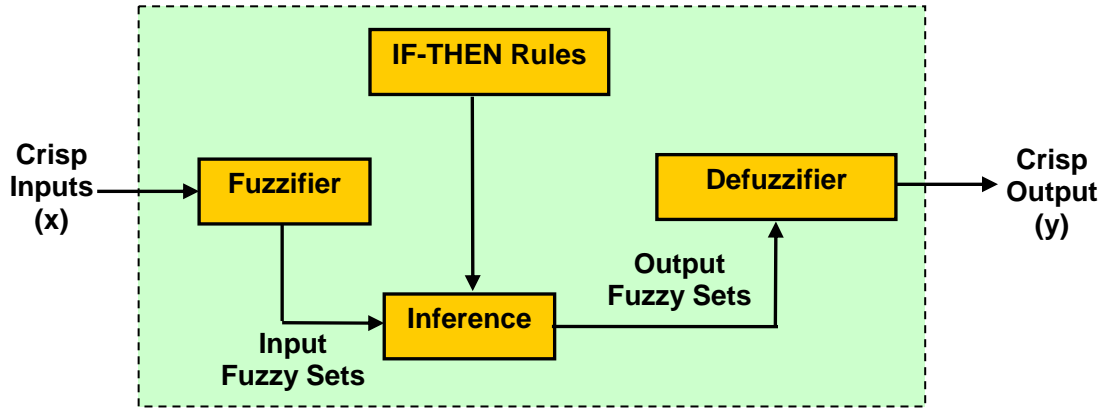 IF-THEN Rules
Crisp
Inputs
(x)
Fuzzifier
Defuzzifier
Crisp
Output
(y)
Output
Fuzzy Sets
Inference
Input
Fuzzy Sets